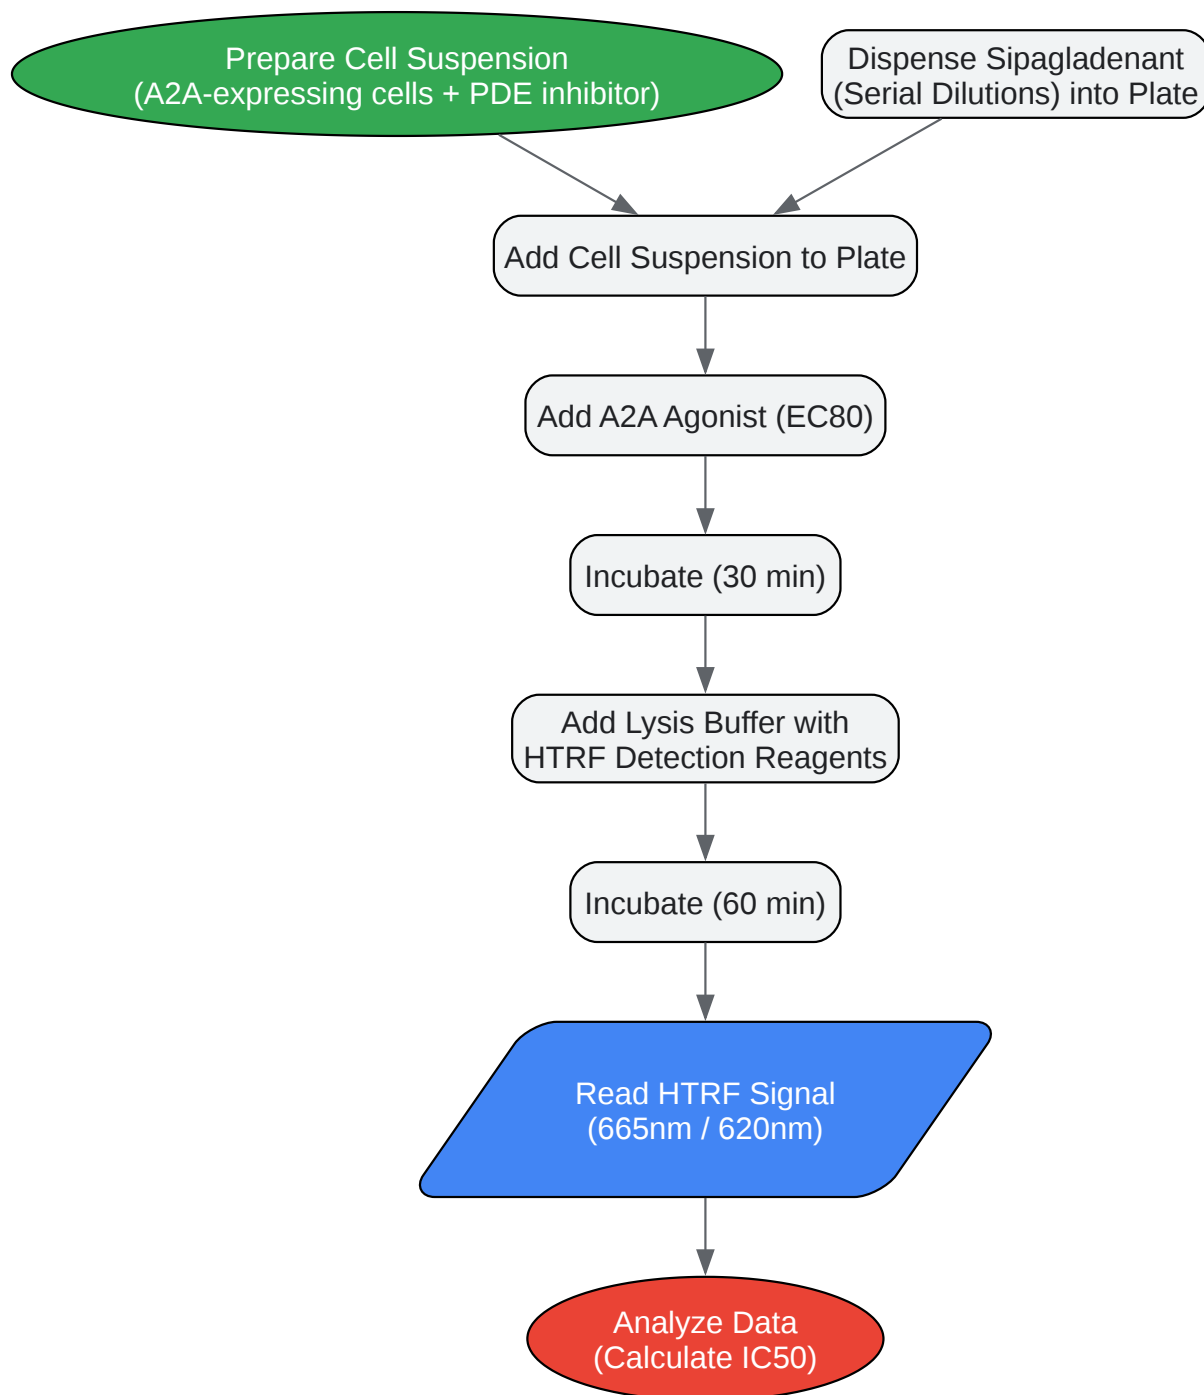 Prepare Cell Suspension
(A2A-expressing cells + PDE inhibitor)
Dispense Sipagladenant
(Serial Dilutions) into Plate
Add Cell Suspension to Plate
Add A2A Agonist (EC80)
Incubate (30 min)
Add Lysis Buffer with
HTRF Detection Reagents
Incubate (60 min)
Read HTRF Signal
(665nm / 620nm)
Analyze Data
(Calculate IC50)